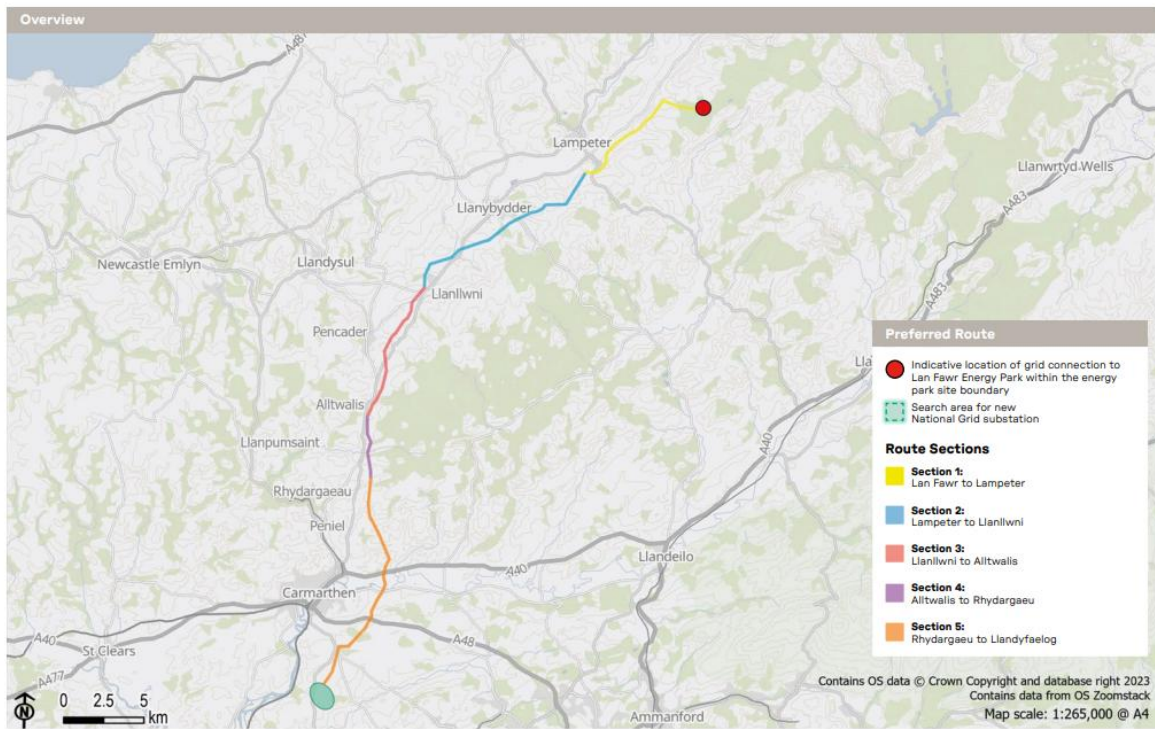 Overview
A487
Lampeter
Llanwrtyd Wells
A483
Llanybydder
Newcastle Emlyn
Llandysul
Llanllwni
A483
Pencader
Alltwalis
Llanpumsaint
A40
Rhydargaeau
Peniel
Llandeilo
A40
Carmarthen
A40
St Clears
A48
A477
Ammanford
0 2.5 5
km
N
Preferred Route
Indicative location of grid connection to
Lan Fawr Energy Park within the energy
park site boundary
Search area for new
National Grid substation
Route Sections
Section 1:
Lan Fawr to Lampeter
Section 2:
Lampeter to Llanllwni
Section 3:
Llanllwni to Alltwalis
Section 4:
Alltwalis to Rhydargaeu
Section 5:
Rhydargaeu to Llandyfaelog
Contains OS data © Crown Copyright and database right 2023
Contains data from OS Zoomstack
Map scale: 1:265,000 @ A4